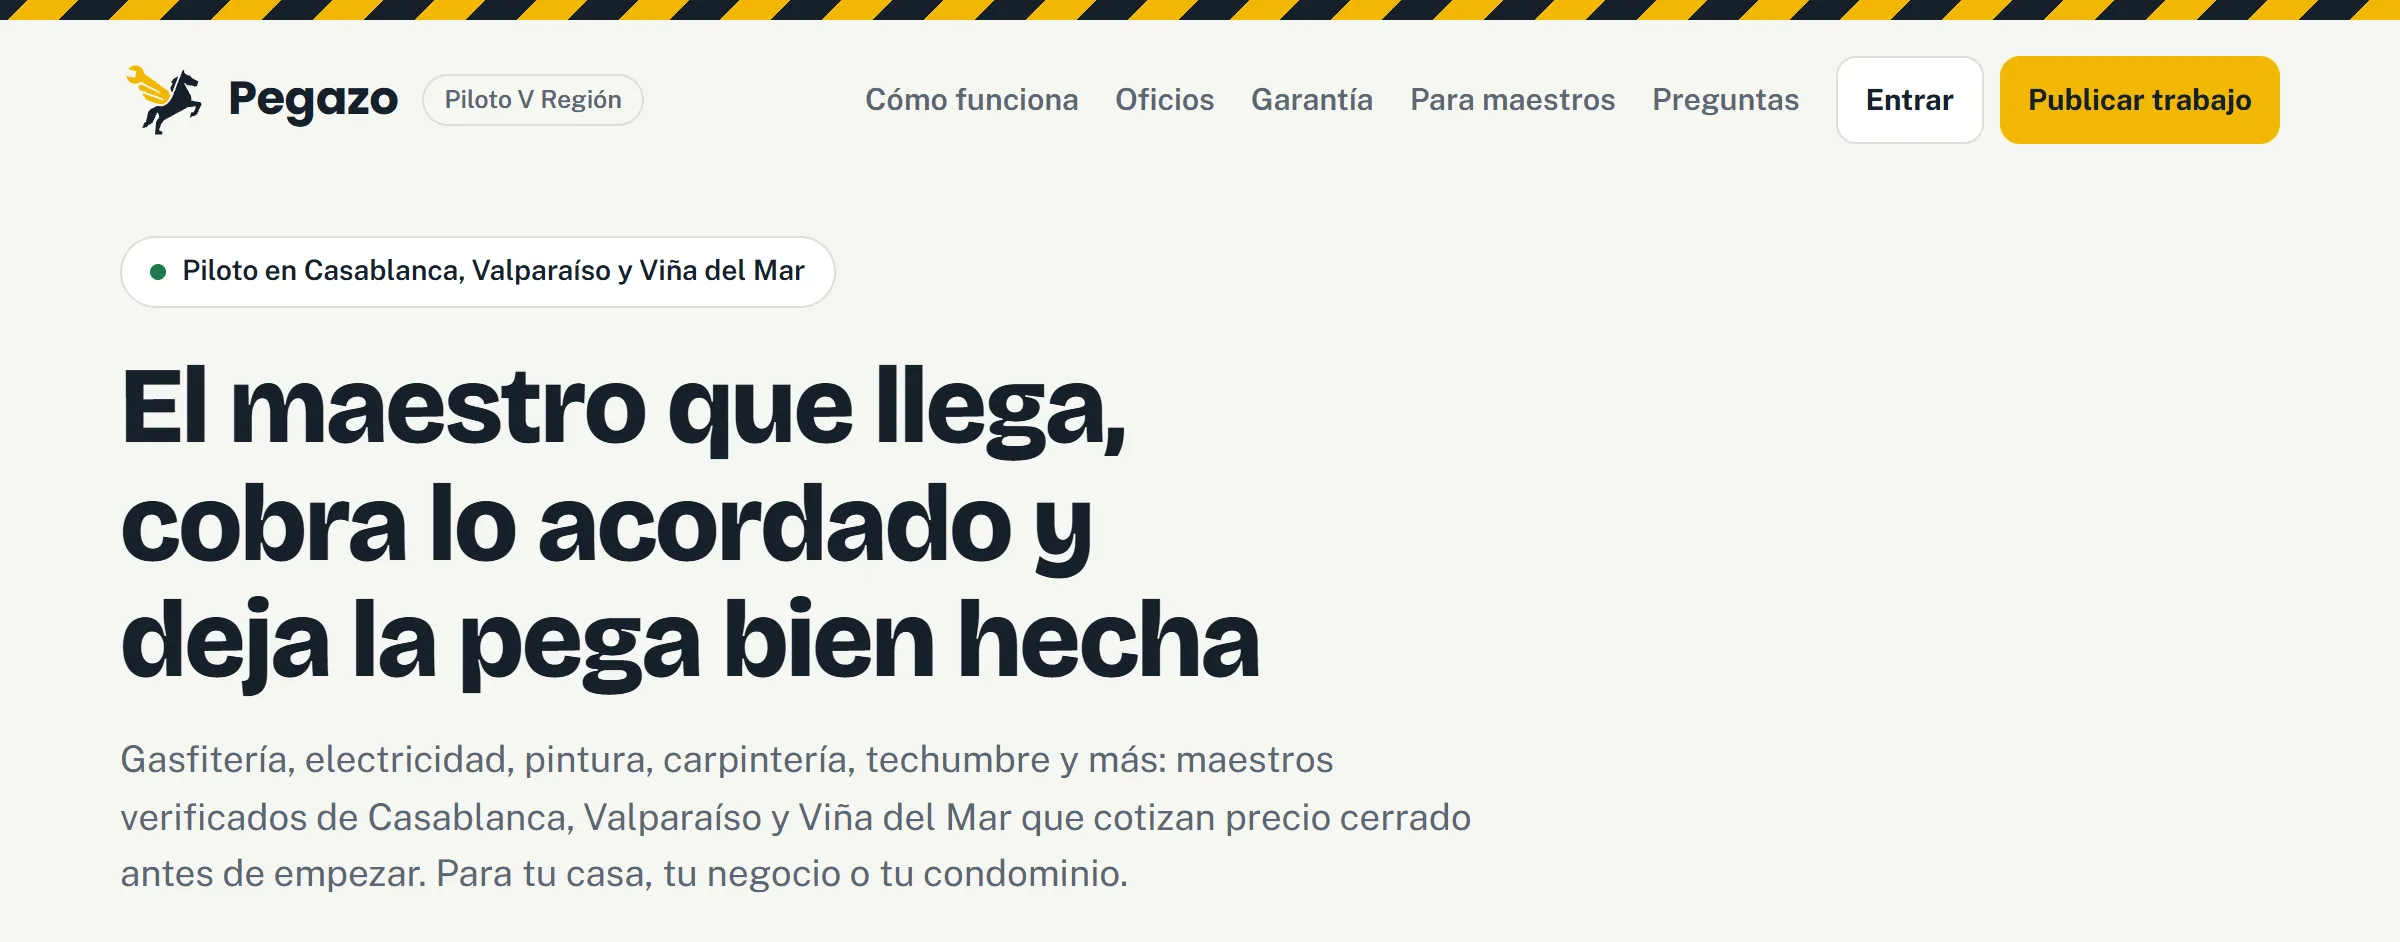 Pegazo
Piloto V Región
Cómo funciona
Oficios
Garantía
Para maestros
Preguntas
Entrar
Publicar trabajo
Piloto en Casablanca, Valparaíso y Viña del Mar
El maestro que llega,
cobra lo acordado y
deja la pega bien hecha
Gasfitería, electricidad, pintura, carpintería, techumbre y más: maestros
verificados de Casablanca, Valparaíso y Viña del Mar que cotizan precio cerrado
antes de empezar. Para tu casa, tu negocio o tu condominio.